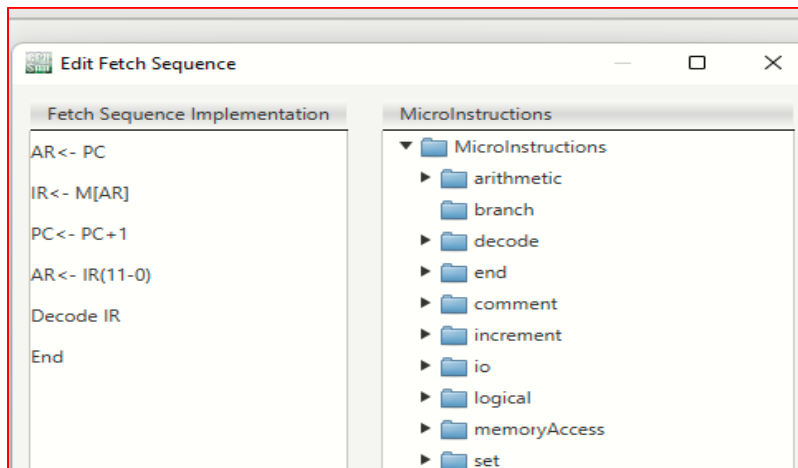 Edit Fetch Sequence
Fetch Sequence Implementation
AR<- PC
IR<- M[AR]
PC<- PC+1
AR<- IR(11-0)
Decode IR
End
MicroInstructions
MicroInstructions
arithmetic
branch
decode
end
comment
increment
io
logical
memoryAccess
set